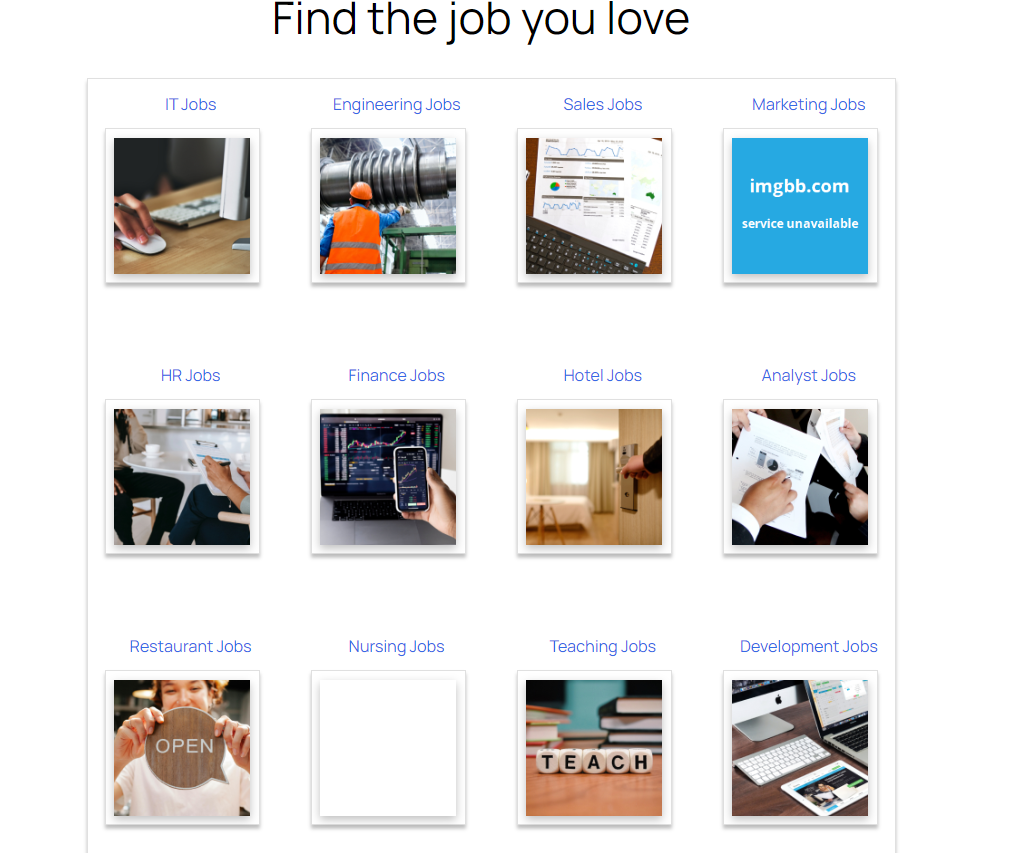 Find the job you love
IT Jobs
Engineering Jobs
Sales Jobs
Marketing Jobs
imgbb.com
service unavailable
HR Jobs
Finance Jobs
Hotel Jobs
Analyst Jobs
Restaurant Jobs
Nursing Jobs
Teaching Jobs
Development Jobs
OPEN
TEACH